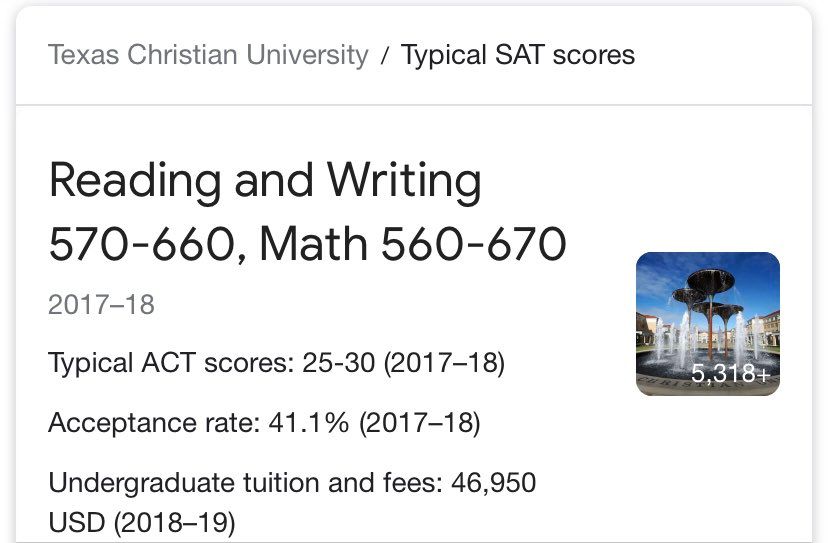 Texas Christian University / Typical SAT scores
Reading and Writing
570-660, Math 560-670
2017–18
Typical ACT scores: 25-30 (2017–18)
5,318+
Acceptance rate: 41.1% (2017–18)
Undergraduate tuition and fees: 46,950
USD (2018–19)